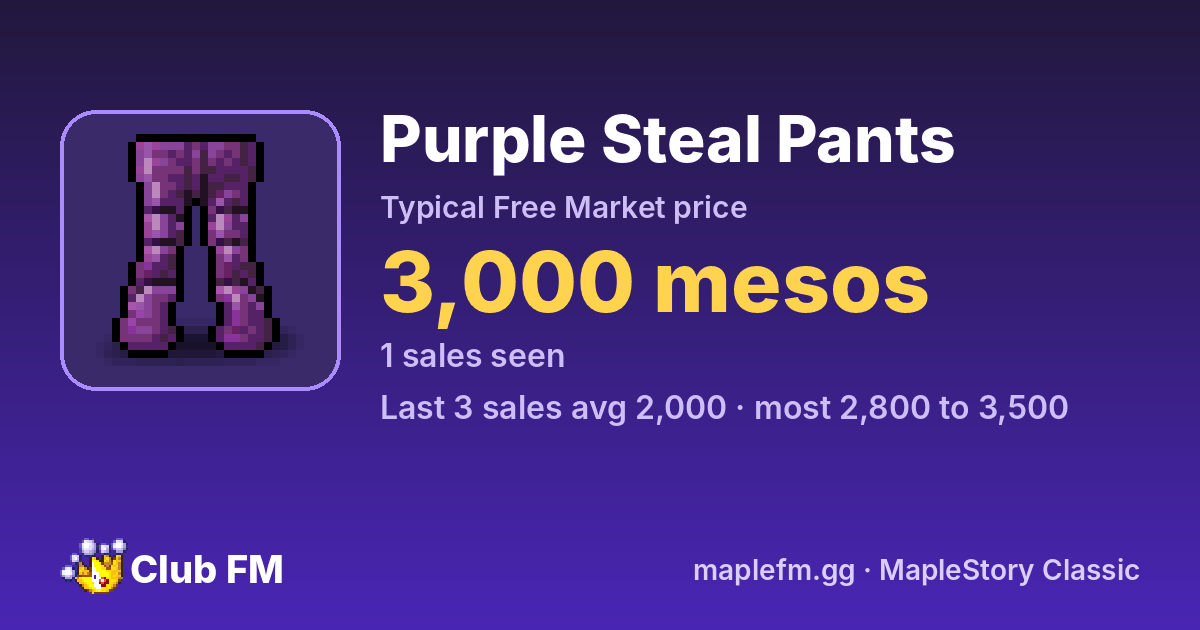 Purple Steal Pants
Typical Free Market price
3,000 mesos
1 sales seen
Last 3 sales avg 2,000 · most 2,800 to 3,500
Club FM
maplefm.gg · MapleStory Classic